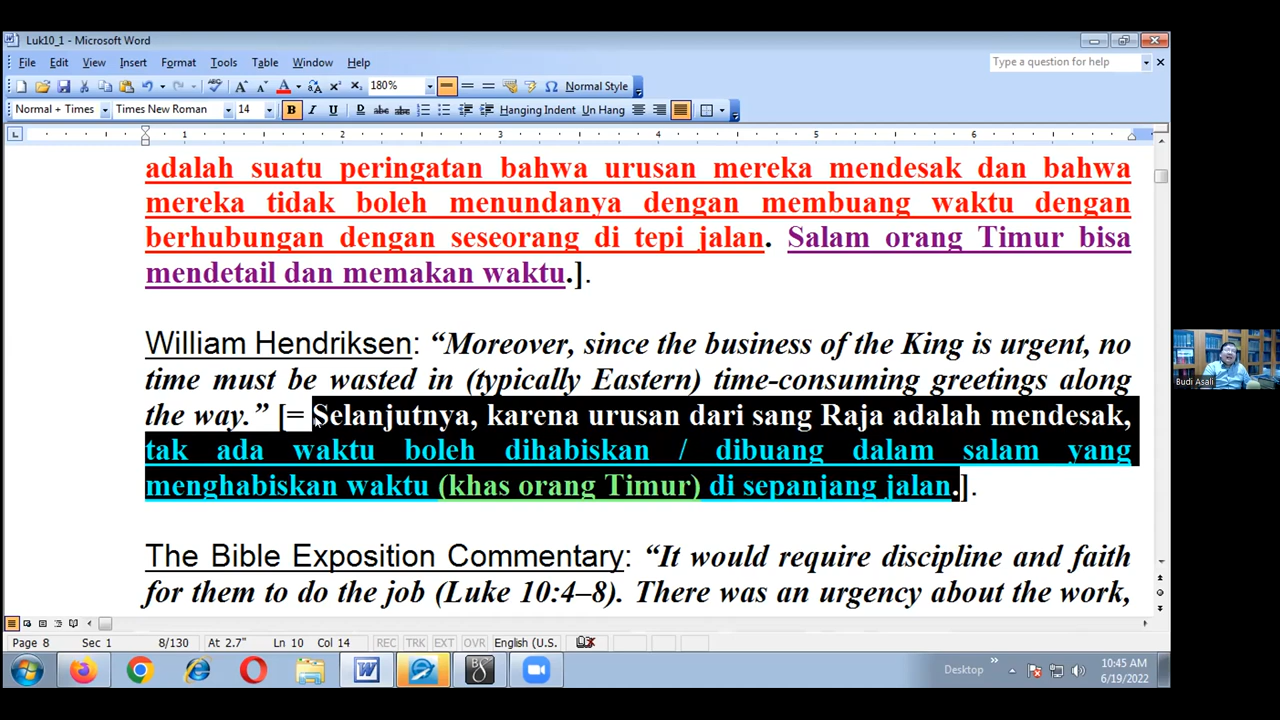 Luk10_1 - Microsoft Word
File Edit View Insert Format Tools Table Window Help
Type a question for help
180%
Normal Style
Normal + Times Times New Roman 14 B I U abc abc Hanging Indent Un Hang
1 2 3 4 5 6
adalah suatu peringatan bahwa urusan mereka mendesak dan bahwa
mereka tidak boleh menundanya dengan membuang waktu dengan
berhubungan dengan seseorang di tepi jalan. Salam orang Timur bisa
mendetail dan memakan waktu.].
William Hendriksen: “Moreover, since the business of the King is urgent, no
time must be wasted in (typically Eastern) time-consuming greetings along
the way.” [= Selanjutnya, karena urusan dari sang Raja adalah mendesak,
tak ada waktu boleh dihabiskan / dibuang dalam salam yang
menghabiskan waktu (khas orang Timur) di sepanjang jalan.].
The Bible Exposition Commentary: “It would require discipline and faith
for them to do the job (Luke 10:4–8). There was an urgency about the work,
Budi Asali
Page 8 Sec 1 8/130 At 2.7" Ln 10 Col 14 REC TRK EXT OVR English (U.S.
Desktop
10:45 AM
6/19/2022